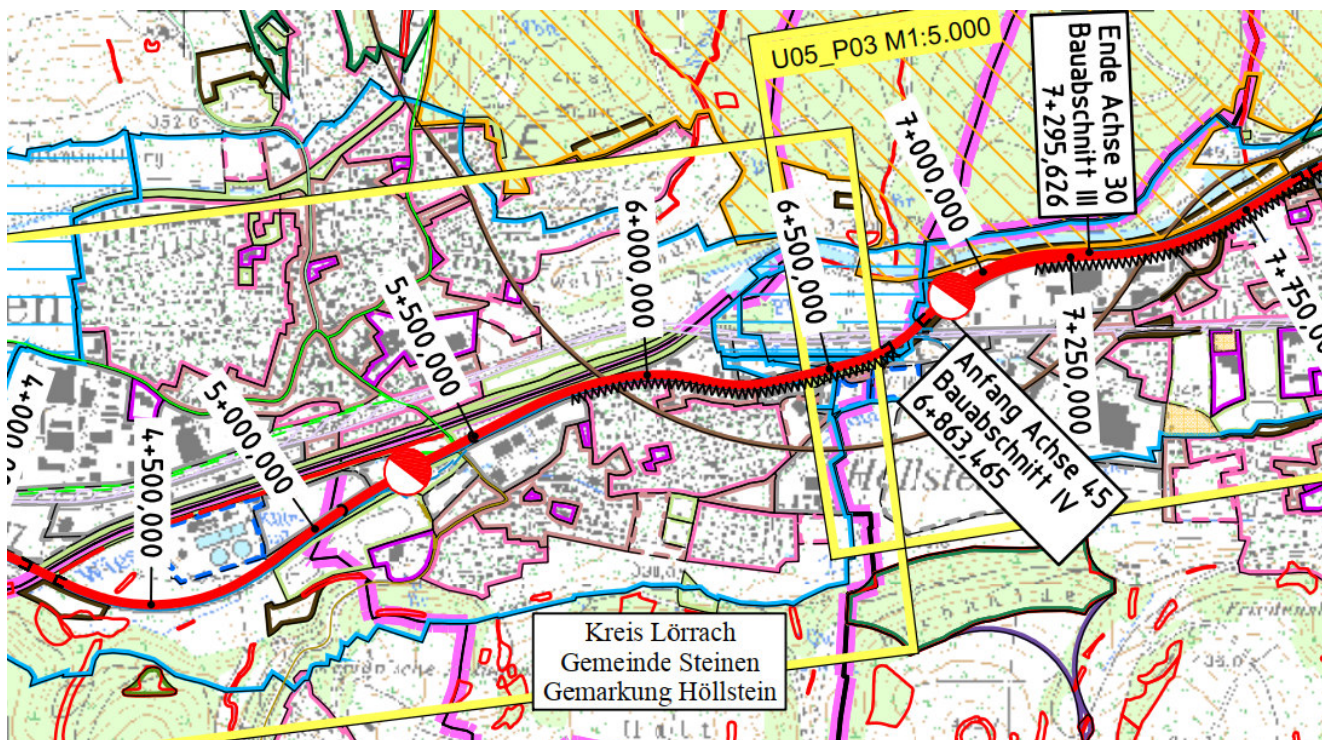 U05_P03 M1:5.000
Ende Achse 30
Bauabschnitt III
7+295,626
7+000,000
6+500,000
6+000,000
5+500,000
5+000,000
4+500,000
4+000
7+250,000
7+750,0
Anfang Achse 45
Bauabschnitt IV
6+863,465
Höllste
Kreis Lörrach
Gemeinde Steinen
Gemarkung Höllstein